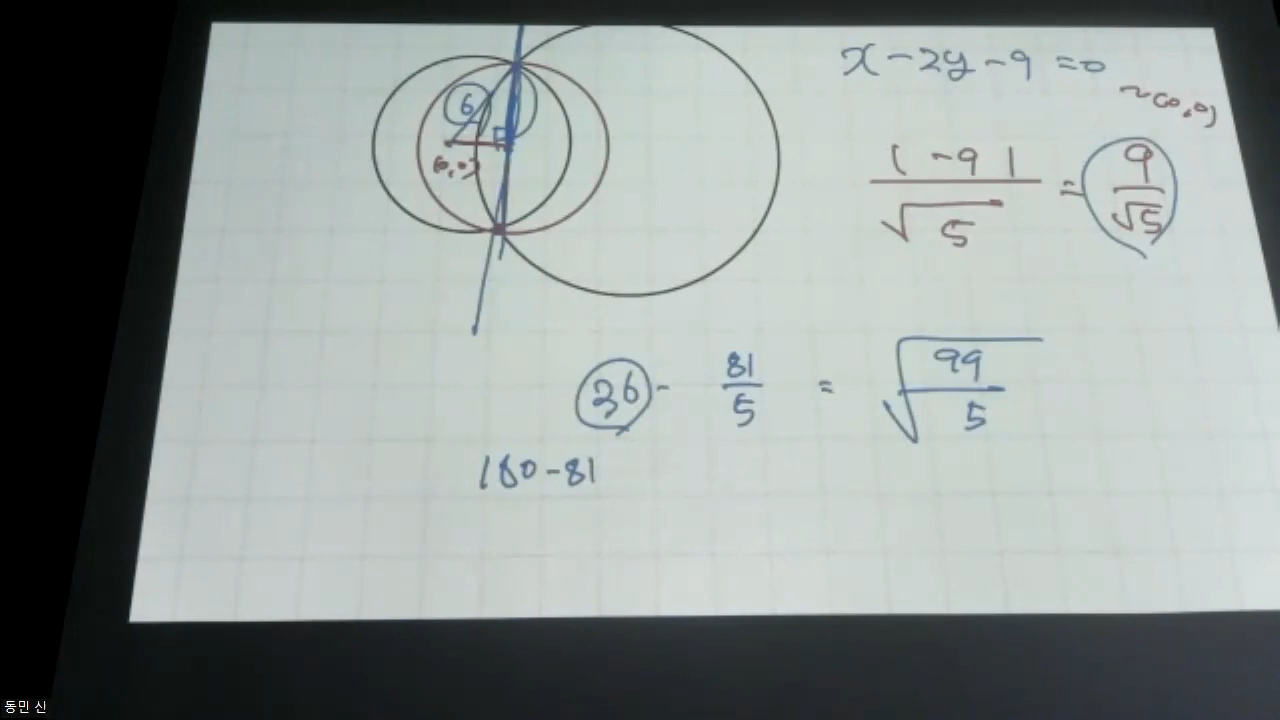 x - 2y - 9 = 0
~ (0, 0)
6
(0, 0)
|-9| / √5 = 9/√5
36 - 81/5 = √(99/5)
180 - 81
동민 신